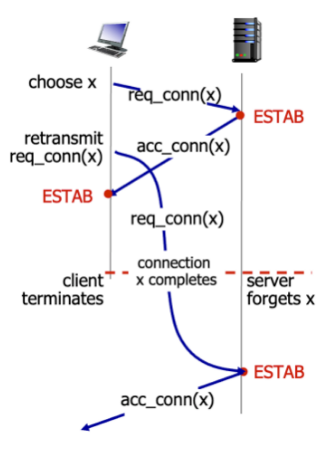 choose x
req_conn(x)
ESTAB
retransmit
req_conn(x)
acc_conn(x)
ESTAB
req_conn(x)
connection
x completes
client
terminates
server
forgets x
ESTAB
acc_conn(x)